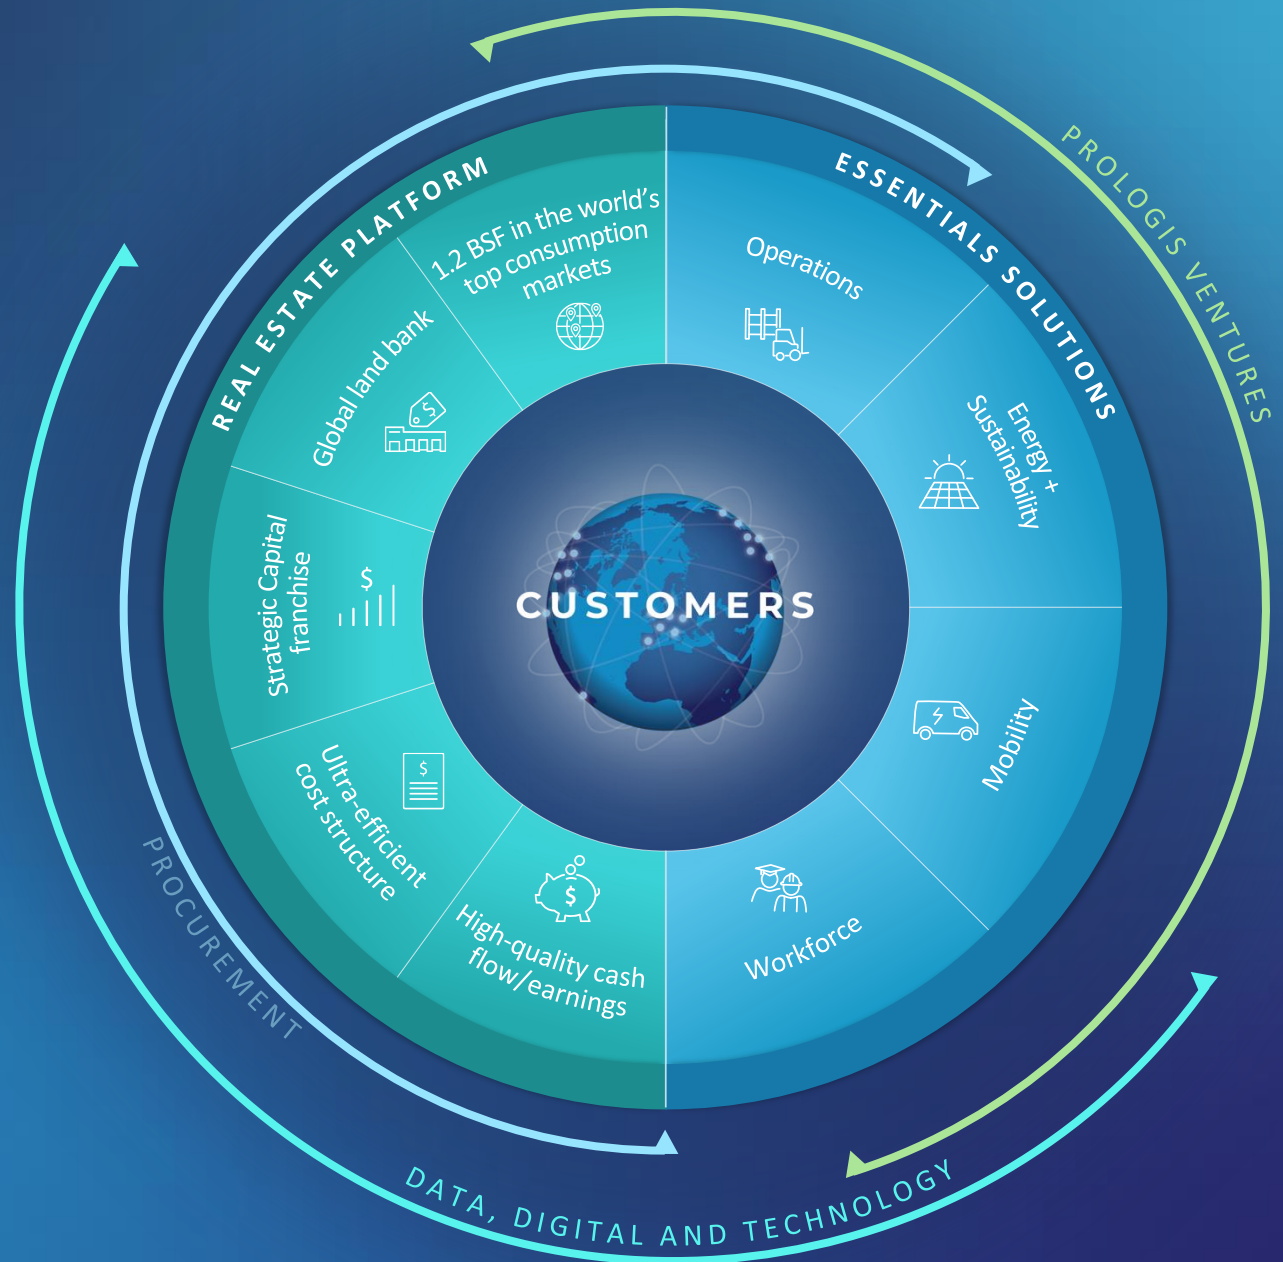 REAL ESTATE PLATFORM
1.2 BSF in the world's
top consumption
markets
Global land bank
Strategic Capital
franchise
Ultra-efficient
cost structure
High-quality cash
flow/earnings
ESSENTIALS SOLUTIONS
Operations
Energy +
Sustainability
Mobility
Workforce
CUSTOMERS
PROLOGIS VENTURES
PROCUREMENT
DATA, DIGITAL AND TECHNOLOGY
$
$
$
$